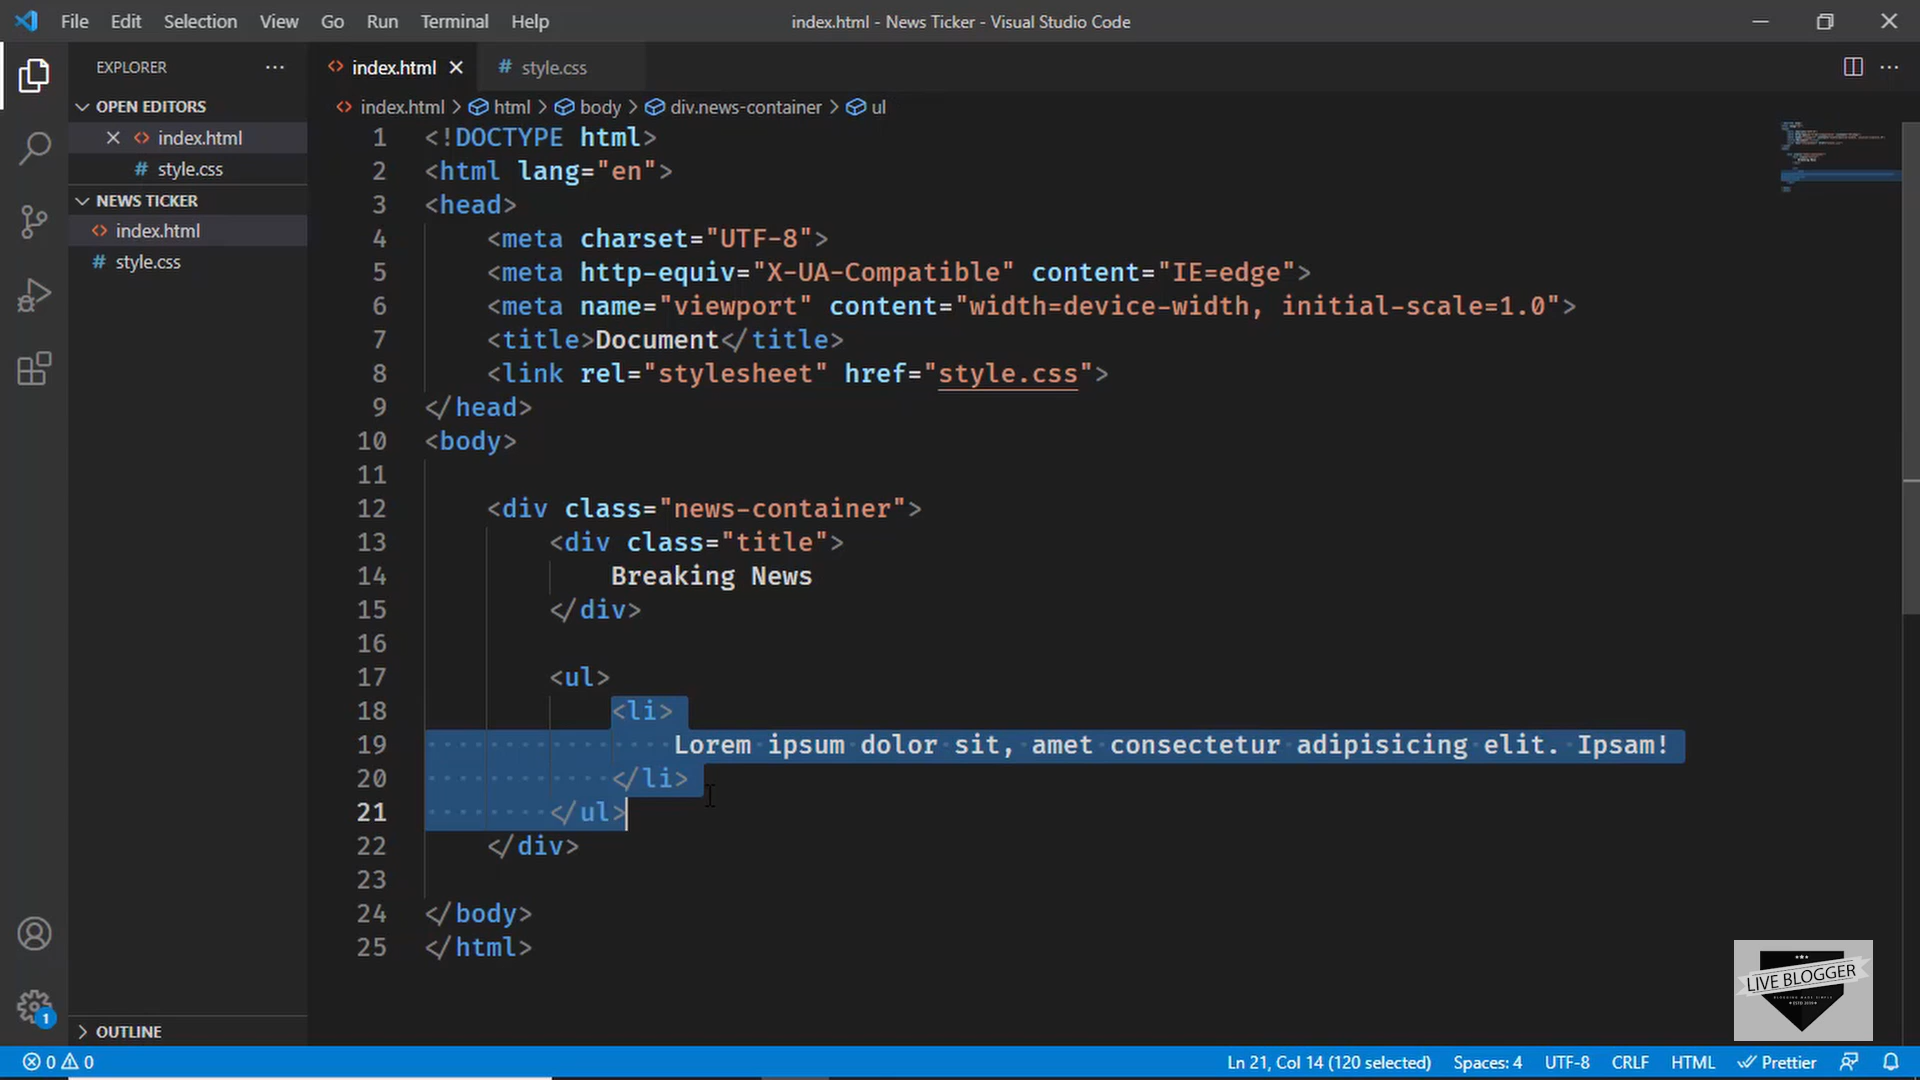 File Edit Selection View Go Run Terminal Help index.html - News Ticker - Visual Studio Code
EXPLORER
index.html
style.css
OPEN EDITORS
index.html
style.css
NEWS TICKER
index.html
style.css
OUTLINE
index.html > html > body > div.news-container > ul
1 <!DOCTYPE html>
2 <html lang="en">
3 <head>
4 <meta charset="UTF-8">
5 <meta http-equiv="X-UA-Compatible" content="IE=edge">
6 <meta name="viewport" content="width=device-width, initial-scale=1.0">
7 <title>Document</title>
8 <link rel="stylesheet" href="style.css">
9 </head>
10 <body>
11
12 <div class="news-container">
13 <div class="title">
14 Breaking News
15 </div>
16
17 <ul>
18 <li>
19 Lorem ipsum dolor sit, amet consectetur adipisicing elit. Ipsam!
20 </li>
21 </ul>
22 </div>
23
24 </body>
25 </html>
LIVE BLOGGER
1
0 0 Ln 21, Col 14 (120 selected) Spaces: 4 UTF-8 CRLF HTML Prettier